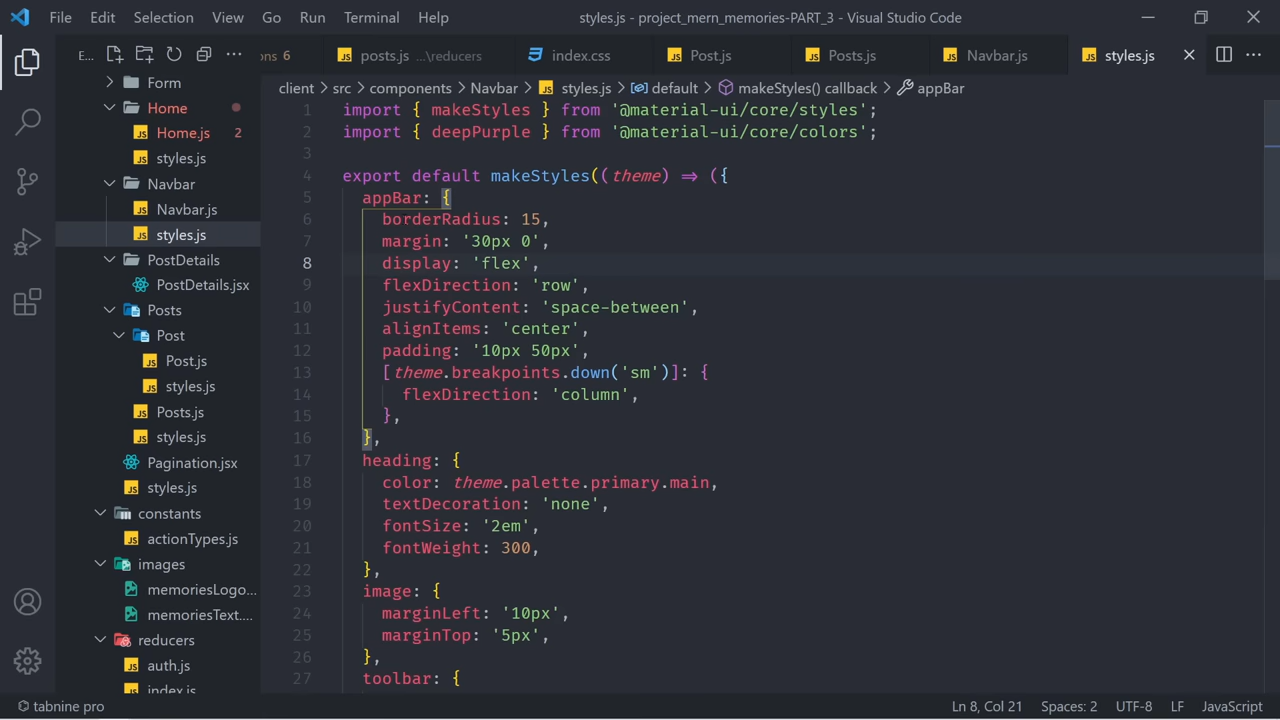 File Edit Selection View Go Run Terminal Help styles.js - project_mern_memories-PART_3 - Visual Studio Code
E... ons 6 posts.js ...\reducers index.css Post.js Posts.js Navbar.js styles.js
client src components Navbar styles.js default makeStyles() callback appBar
Form
Home
Home.js 2
styles.js
Navbar
Navbar.js
styles.js
PostDetails
PostDetails.jsx
Posts
Post
Post.js
styles.js
Posts.js
styles.js
Pagination.jsx
styles.js
constants
actionTypes.js
images
memoriesLogo...
memoriesText....
reducers
auth.js
index.js
1 import { makeStyles } from '@material-ui/core/styles';
2 import { deepPurple } from '@material-ui/core/colors';
3
4 export default makeStyles((theme) => ({
5 appBar: {
6 borderRadius: 15,
7 margin: '30px 0',
8 display: 'flex',
9 flexDirection: 'row',
10 justifyContent: 'space-between',
11 alignItems: 'center',
12 padding: '10px 50px',
13 [theme.breakpoints.down('sm')]: {
14 flexDirection: 'column',
15 },
16 },
17 heading: {
18 color: theme.palette.primary.main,
19 textDecoration: 'none',
20 fontSize: '2em',
21 fontWeight: 300,
22 },
23 image: {
24 marginLeft: '10px',
25 marginTop: '5px',
26 },
27 toolbar: {
tabnine pro Ln 8, Col 21 Spaces: 2 UTF-8 LF JavaScript